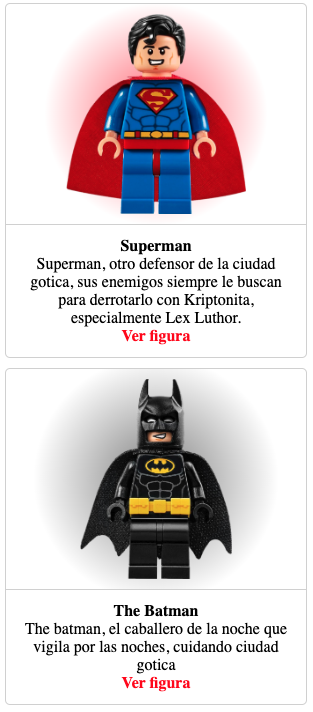 Superman
Superman, otro defensor de la ciudad
gotica, sus enemigos siempre le buscan
para derrotarlo con Kriptonita,
especialmente Lex Luthor.
Ver figura
The Batman
The batman, el caballero de la noche que
vigila por las noches, cuidando ciudad
gotica
Ver figura